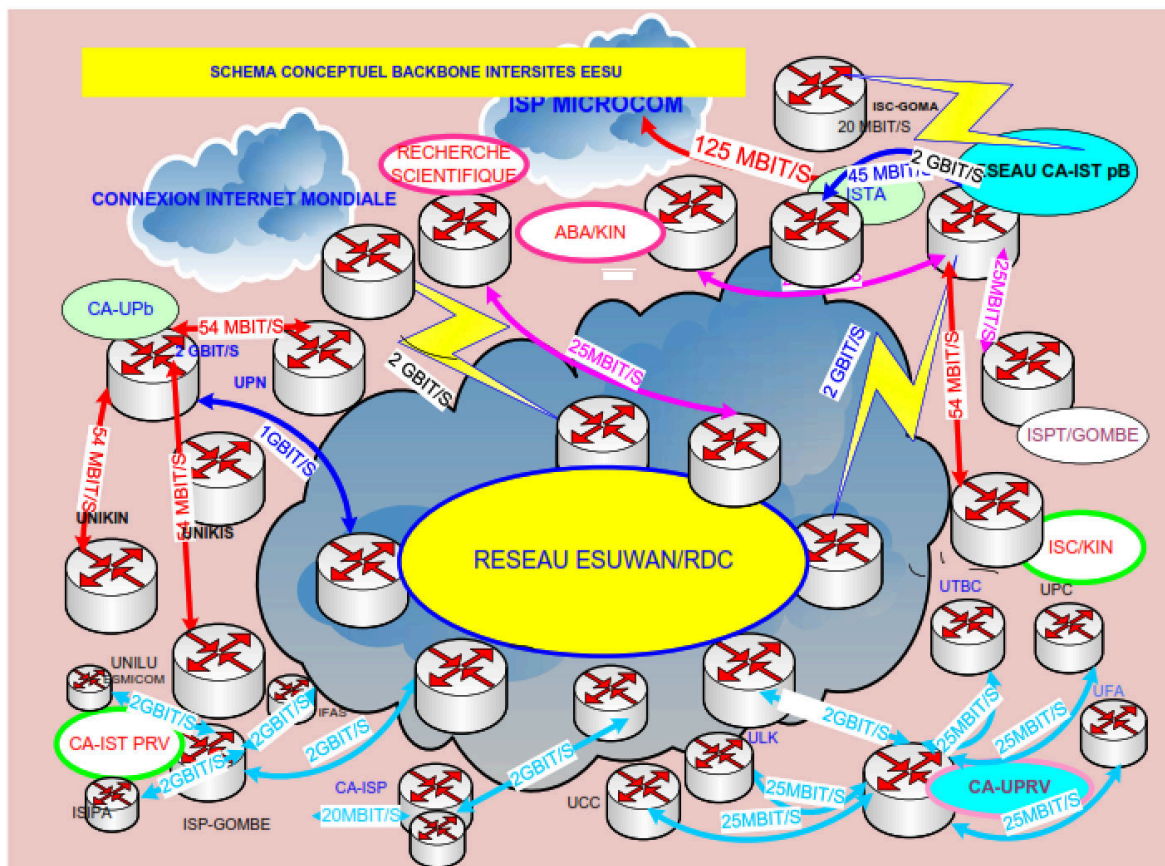 SCHEMA CONCEPTUEL BACKBONE INTERSITES EESU
ISP MICROCOM
ISC-GOMA
20 MBIT/S
125 MBIT/S
RECHERCHE
SCIENTIFIQUE
2 GBIT/S
45 MBIT/S
ISTA
RESEAU CA-IST pB
CONNEXION INTERNET MONDIALE
ABA/KIN
25MBIT/S
CA-UPb
54 MBIT/S
2 GBIT/S
UPN
2 GBIT/S
25MBIT/S
2 GBIT/S
54 MBIT/S
ISPT/GOMBE
54 MBIT/S
54 MBIT/S
1GBIT/S
UNIKIN
UNIKIS
RESEAU ESUWAN/RDC
ISC/KIN
UTBC
UPC
UNILU
ESMICOM
IFAS
UFA
2GBIT/S
2GBIT/S
2GBIT/S
2GBIT/S
CA-IST PRV
ISIPA
ISP-GOMBE
CA-ISP
20MBIT/S
2GBIT/S
UCC
ULK
2GBIT/S
25MBIT/S
25MBIT/S
25MBIT/S
25MBIT/S
25MBIT/S
CA-UPRV